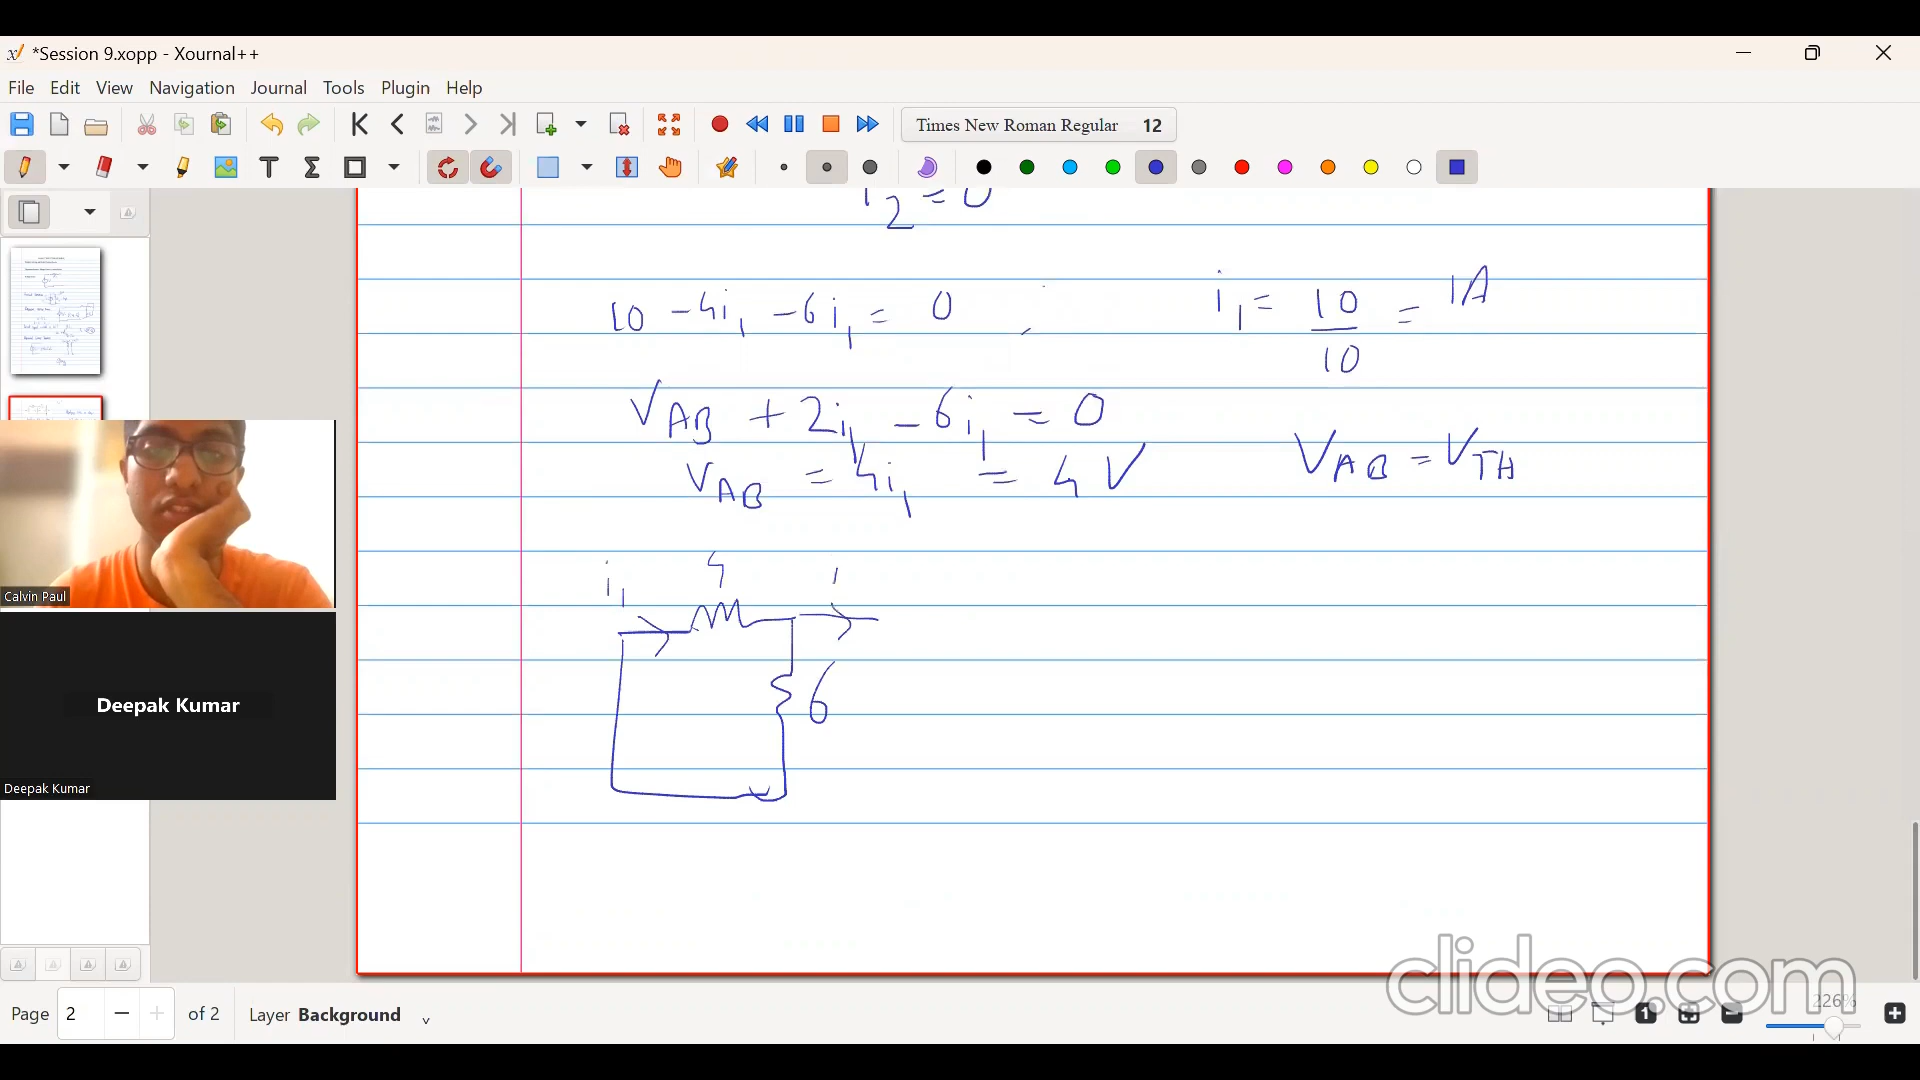 *Session 9.xopp - Xournal++
File Edit View Navigation Journal Tools Plugin Help
Times New Roman Regular 12
i2 = 0
10 - 4i1 - 6i1 = 0 ; i1 = 10/10 = 1A
VAB + 2i1 - 6i1 = 0
VAB = 4i1 = 4V VAB = VTH
i1 4 i
6
Calvin Paul
Deepak Kumar
Deepak Kumar
clideo.com
Page 2 of 2 Layer Background 226%